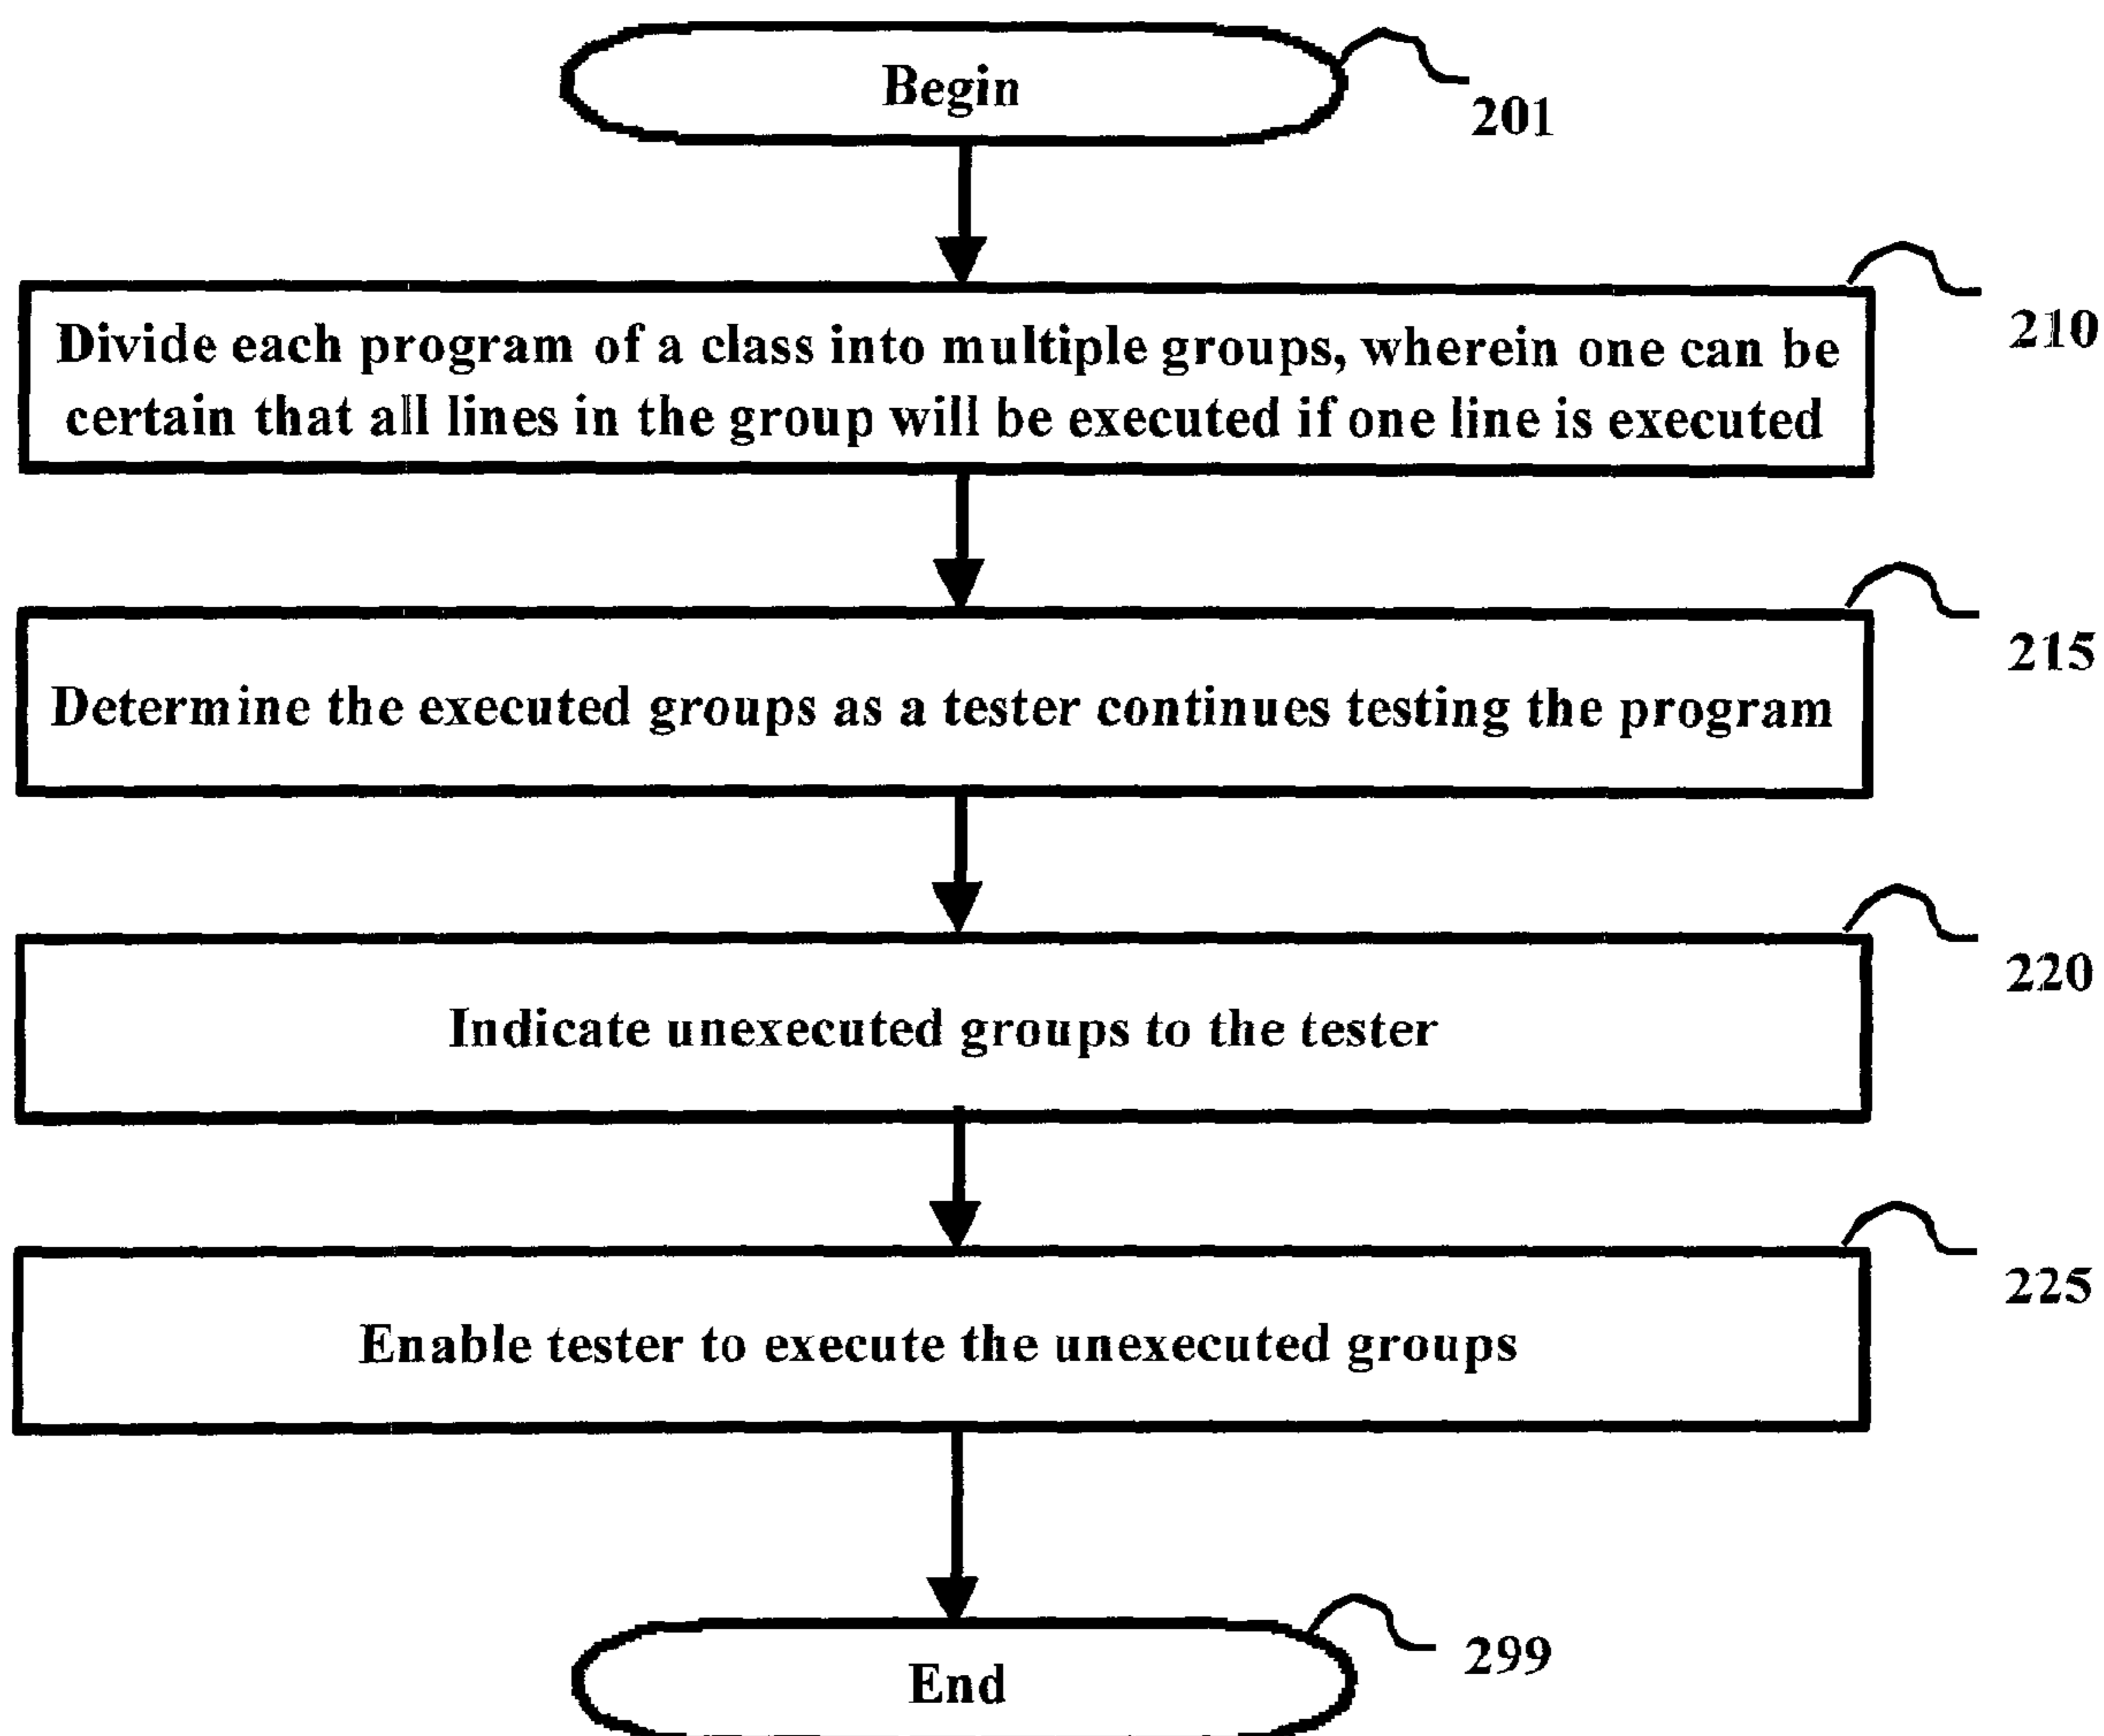 Begin
201
210
Divide each program of a class into multiple groups, wherein one can be
certain that all lines in the group will be executed if one line is executed
215
Determine the executed groups as a tester continues testing the program
220
Indicate unexecuted groups to the tester
225
Enable tester to execute the unexecuted groups
299
End